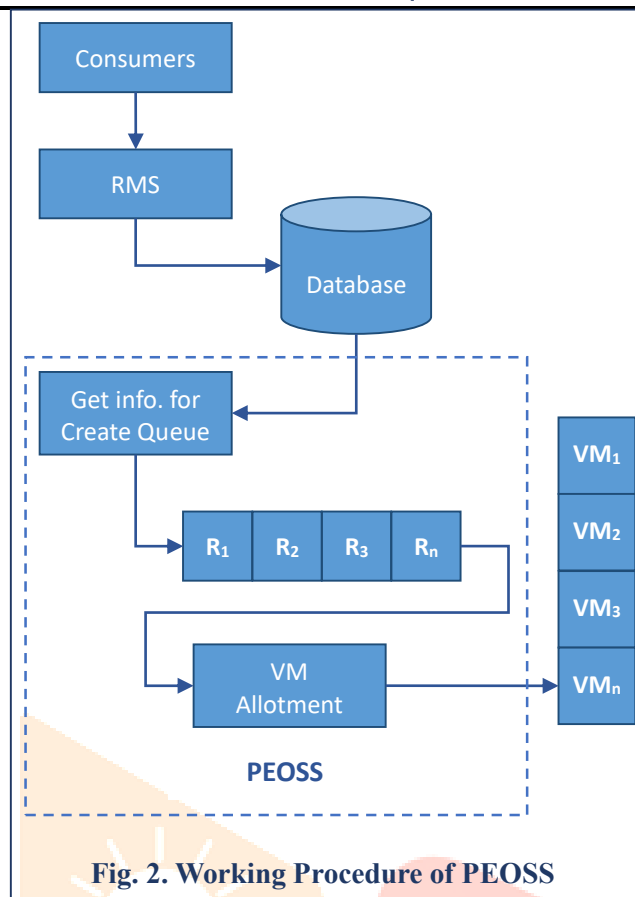 Consumers
RMS
Database
Get info. for
Create Queue
R1 R2 R3 Rn
VM
Allotment
PEOSS
VM1
VM2
VM3
VMn
Fig. 2. Working Procedure of PEOSS